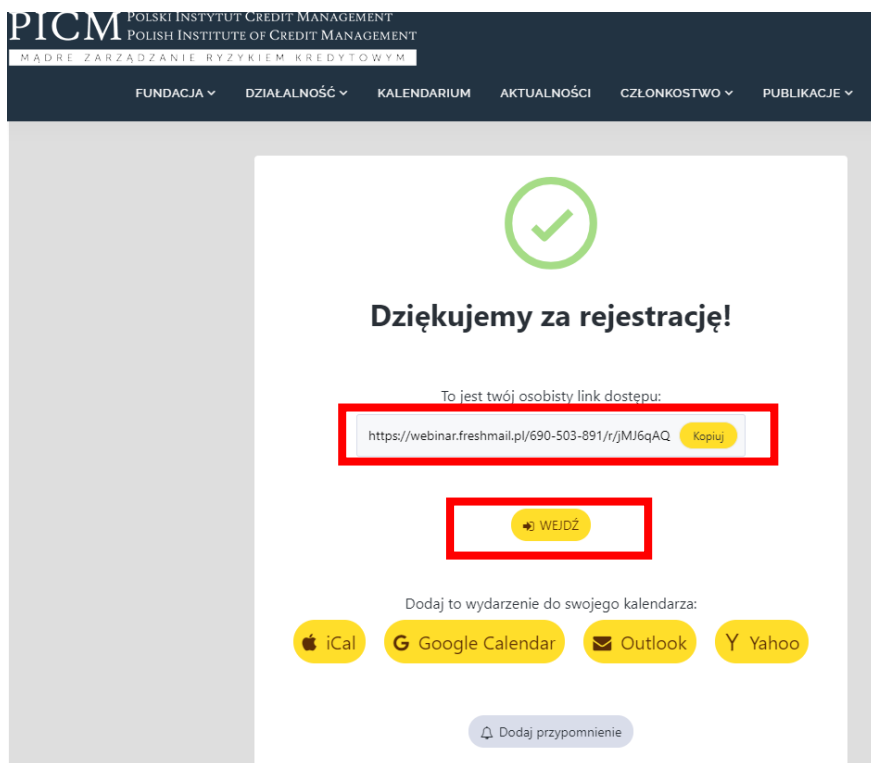 PICM
POLSKI INSTYTUT CREDIT MANAGEMENT
POLISH INSTITUTE OF CREDIT MANAGEMENT
MĄDRE ZARZĄDZANIE RYZYKIEM KREDYTOWYM
FUNDACJA DZIAŁALNOŚĆ KALENDARIUM AKTUALNOŚCI CZŁONKOSTWO PUBLIKACJE
Dziękujemy za rejestrację!
To jest twój osobisty link dostępu:
https://webinar.freshmail.pl/690-503-891/r/jMJ6qAQ Kopiuj
WEJDŹ
Dodaj to wydarzenie do swojego kalendarza:
iCal G Google Calendar Outlook Y Yahoo
Dodaj przypomnienie